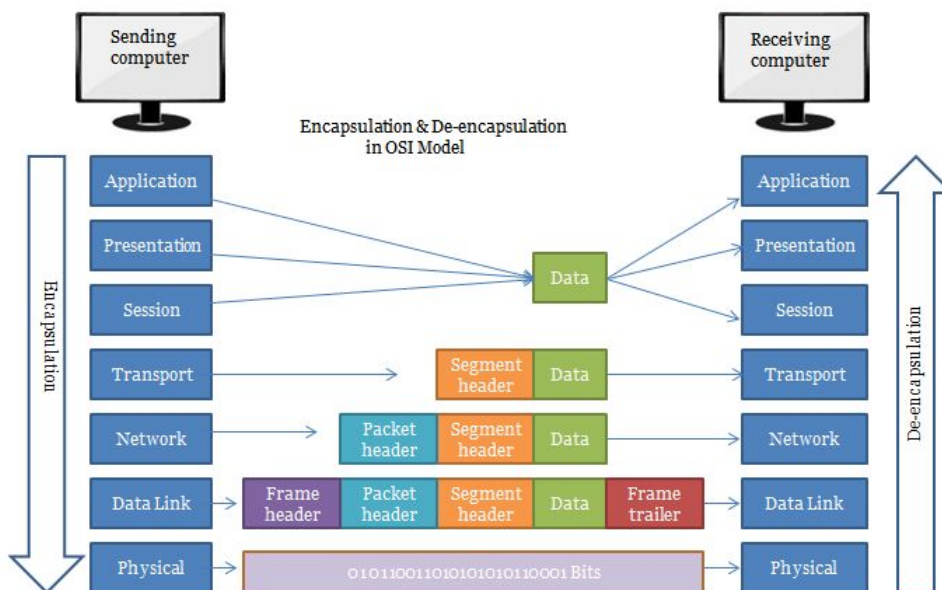 Sending
computer
Receiving
computer
Encapsulation & De-encapsulation
in OSI Model
Encapsulation
De-encapsulation
Application
Application
Presentation
Presentation
Data
Session
Session
Transport
Segment
header
Data
Transport
Network
Packet
header
Segment
header
Data
Network
Data Link
Frame
header
Packet
header
Segment
header
Data
Frame
trailer
Data Link
Physical
0101100110101010101110001 Bits
Physical